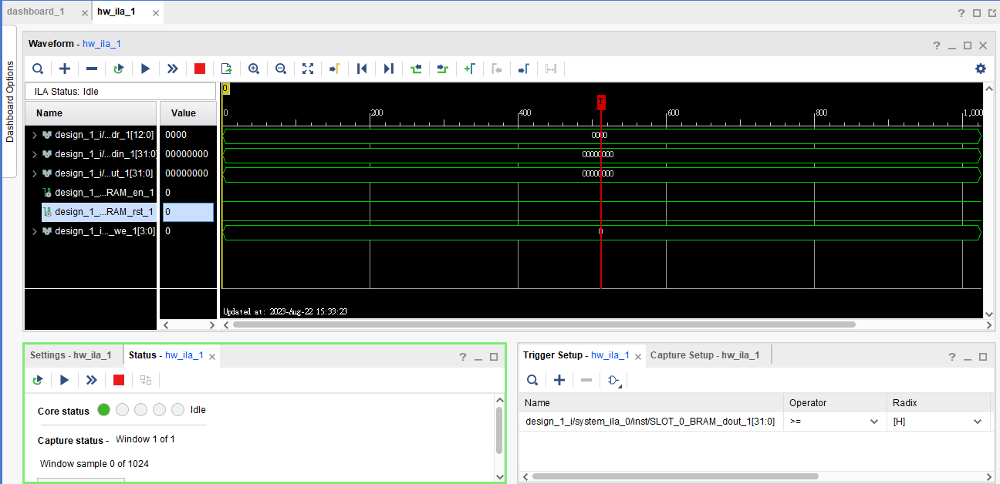 dashboard_1 × hw_ila_1 ×
?
Dashboard Options
Waveform - hw_ila_1
?
ILA Status: Idle
Name Value
0
T
0 200 400 600 800 1,000
design_1_i/...dr_1[12:0] 0000 0000
design_1_i/...din_1[31:0] 00000000 00000000
design_1_i/...ut_1[31:0] 00000000 00000000
design_1_...RAM_en_1 0
design_1_...RAM_rst_1 0
design_1_i..._we_1[3:0] 0 0
Updated at: 2023-Aug-22 15:33:23
Settings - hw_ila_1 Status - hw_ila_1 ×
?
Core status Idle
Capture status - Window 1 of 1
Window sample 0 of 1024
Trigger Setup - hw_ila_1 × Capture Setup - hw_ila_1
?
Name Operator Radix
design_1_i/system_ila_0/inst/SLOT_0_BRAM_dout_1[31:0] >= [H]